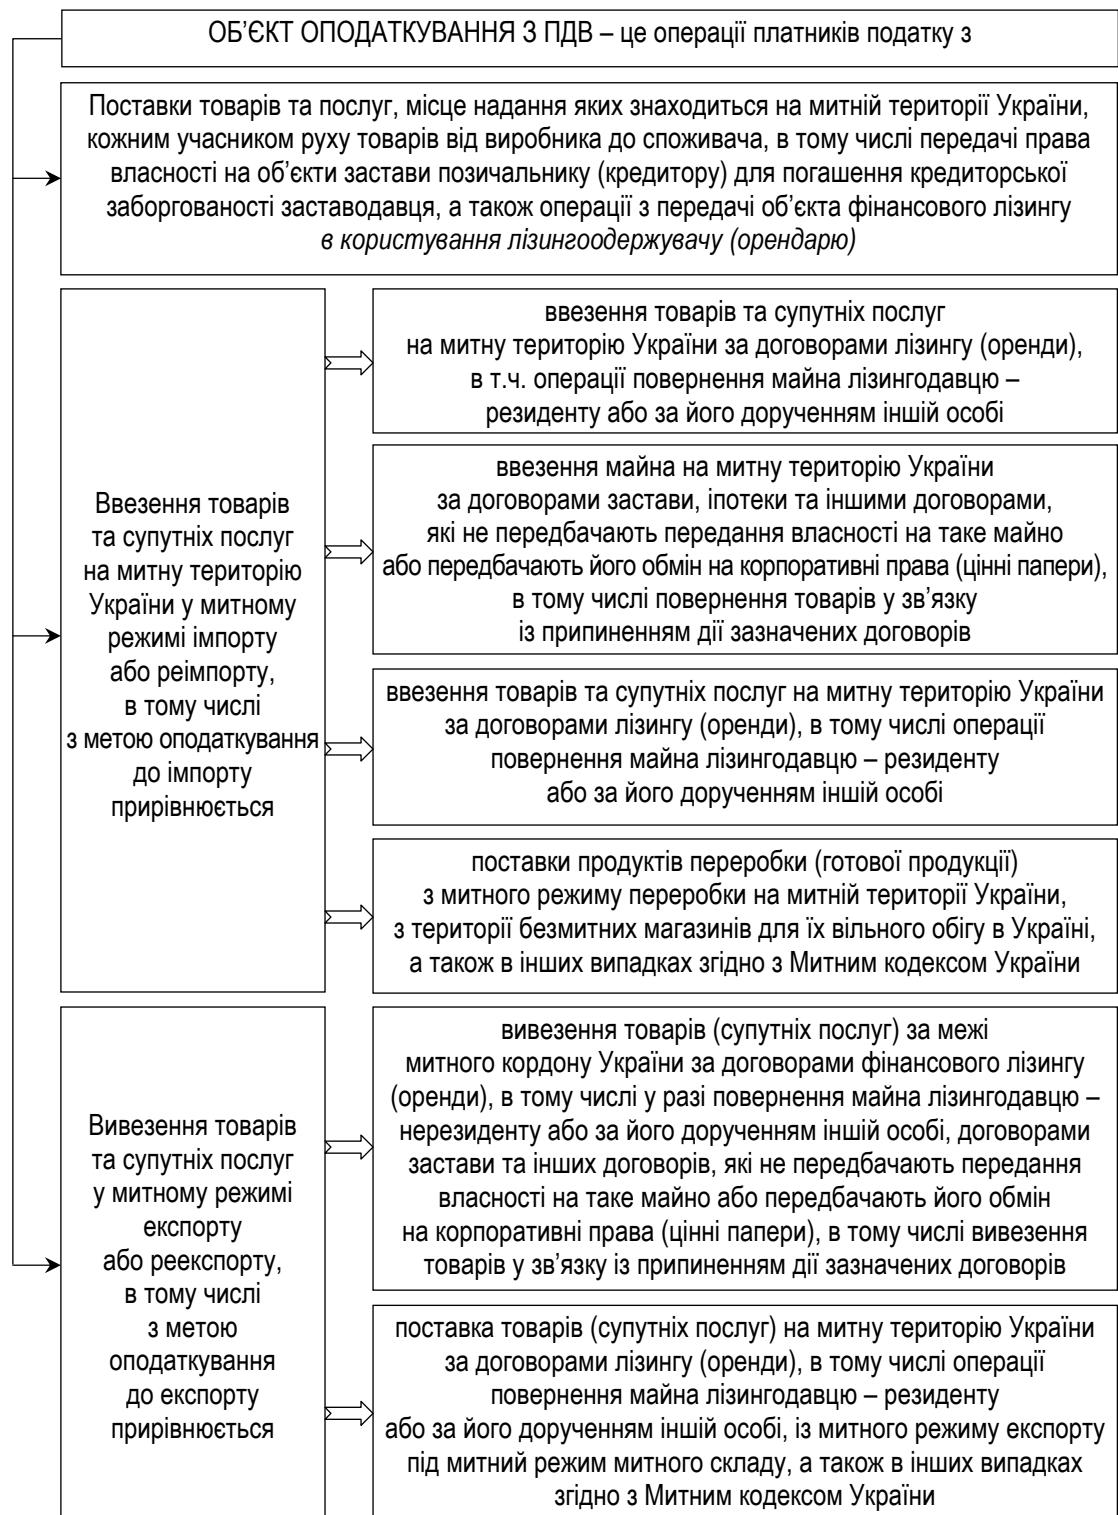 ОБ’ЄКТ ОПОДАТКУВАННЯ З ПДВ – це операції платників податку з
Поставки товарів та послуг, місце надання яких знаходиться на митній території України,
кожним учасником руху товарів від виробника до споживача, в тому числі передачі права
власності на об’єкти застави позичальнику (кредитору) для погашення кредиторської
заборгованості заставодавця, а також операції з передачі об’єкта фінансового лізингу
в користування лізингоодержувачу (орендарю)
Ввезення товарів
та супутніх послуг
на митну територію
України у митному
режимі імпорту
або реімпорту,
в тому числі
з метою оподаткування
до імпорту
прирівнюється
ввезення товарів та супутніх послуг
на митну територію України за договорами лізингу (оренди),
в т.ч. операції повернення майна лізингодавцю –
резиденту або за його дорученням іншій особі
ввезення майна на митну територію України
за договорами застави, іпотеки та іншими договорами,
які не передбачають передання власності на таке майно
або передбачають його обмін на корпоративні права (цінні папери),
в тому числі повернення товарів у зв’язку
із припиненням дії зазначених договорів
ввезення товарів та супутніх послуг на митну територію України
за договорами лізингу (оренди), в тому числі операції
повернення майна лізингодавцю – резиденту
або за його дорученням іншій особі
поставки продуктів переробки (готової продукції)
з митного режиму переробки на митній території України,
з території безмитних магазинів для їх вільного обігу в Україні,
а також в інших випадках згідно з Митним кодексом України
Вивезення товарів
та супутніх послуг
у митному режимі
експорту
або реекспорту,
в тому числі
з метою
оподаткування
до експорту
прирівнюється
вивезення товарів (супутніх послуг) за межі
митного кордону України за договорами фінансового лізингу
(оренди), в тому числі у разі повернення майна лізингодавцю –
нерезиденту або за його дорученням іншій особі, договорами
застави та інших договорів, які не передбачають передання
власності на таке майно або передбачають його обмін
на корпоративні права (цінні папери), в тому числі вивезення
товарів у зв’язку із припиненням дії зазначених договорів
поставка товарів (супутніх послуг) на митну територію України
за договорами лізингу (оренди), в тому числі операції
повернення майна лізингодавцю – резиденту
або за його дорученням іншій особі, із митного режиму експорту
під митний режим митного складу, а також в інших випадках
згідно з Митним кодексом України